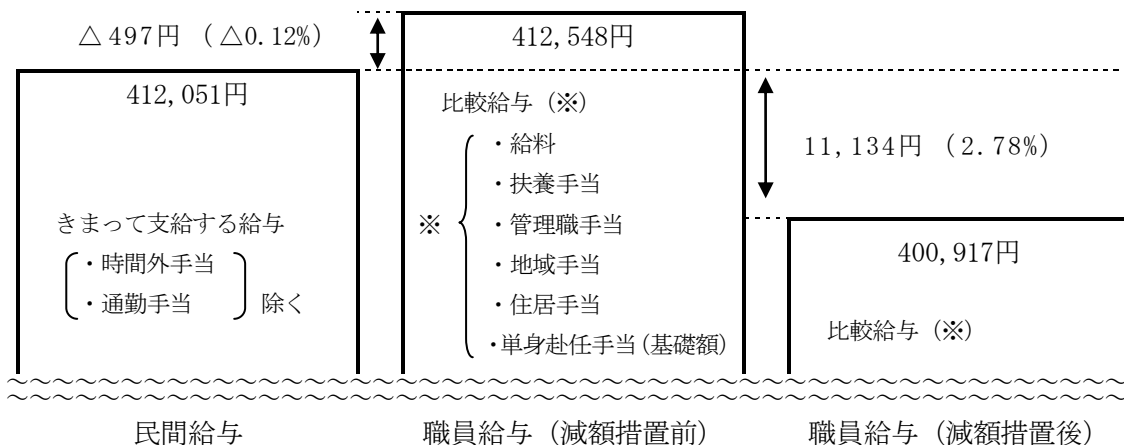 △497円 (△0.12%)
412,548円
412,051円
比較給与 (※)
・給料
11,134円 (2.78%)
・扶養手当
きまって支給する給与
※
・管理職手当
・時間外手当
・地域手当
400,917円
・通勤手当
除く
・住居手当
比較給与 (※)
・単身赴任手当(基礎額)
民間給与
職員給与 (減額措置前)
職員給与 (減額措置後)